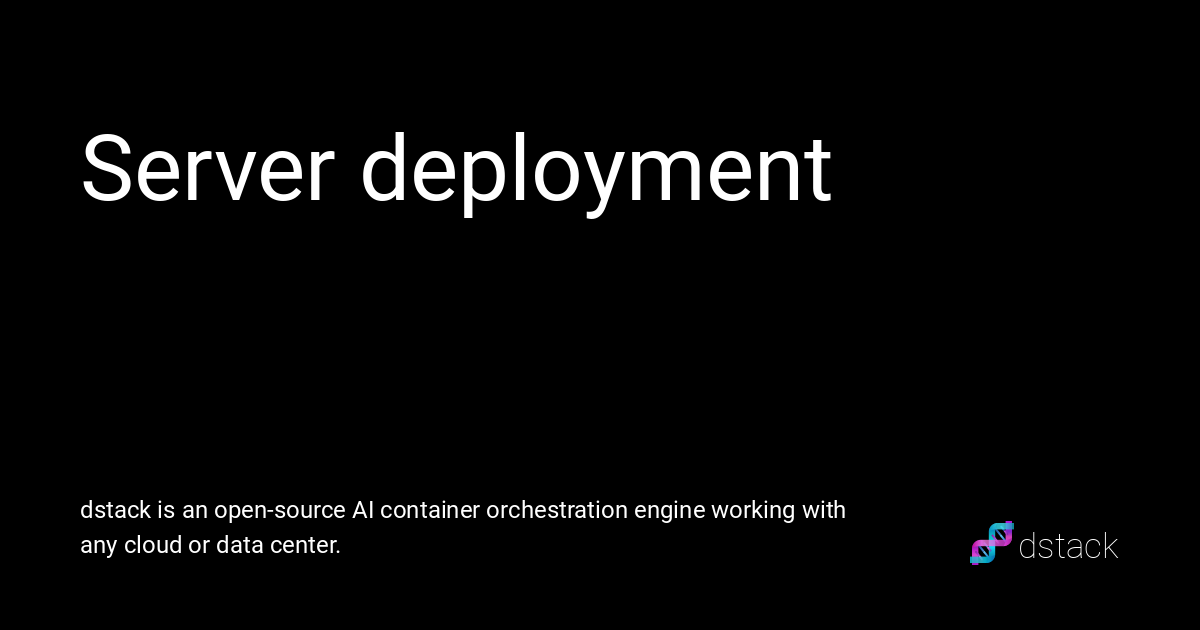 Server deployment
dstack is an open-source AI container orchestration engine working with
any cloud or data center.
dstack